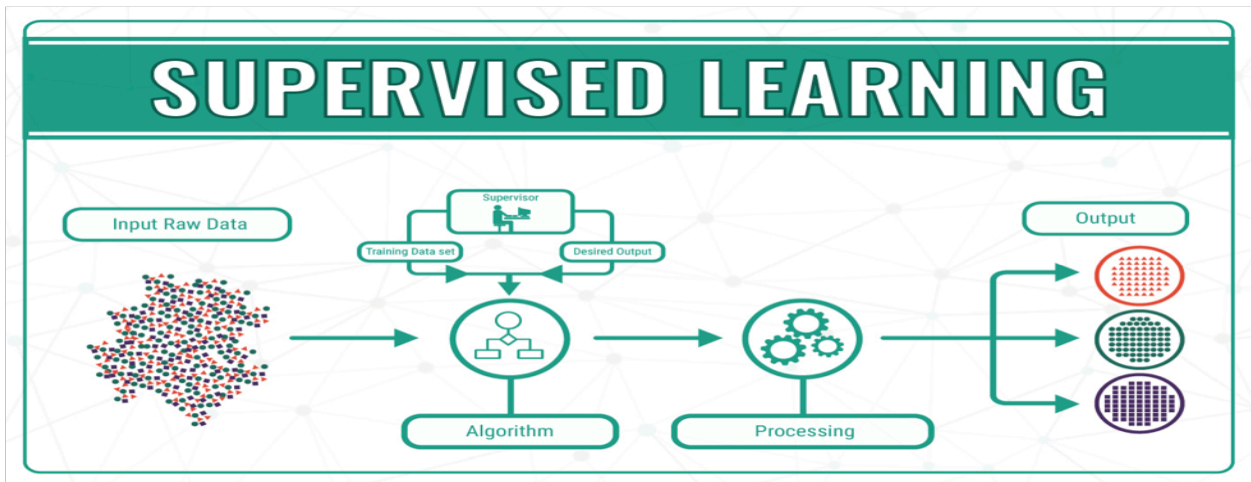 SUPERVISED LEARNING
Input Raw Data
Supervisor
Training Data set
Desired Output
Algorithm
Processing
Output